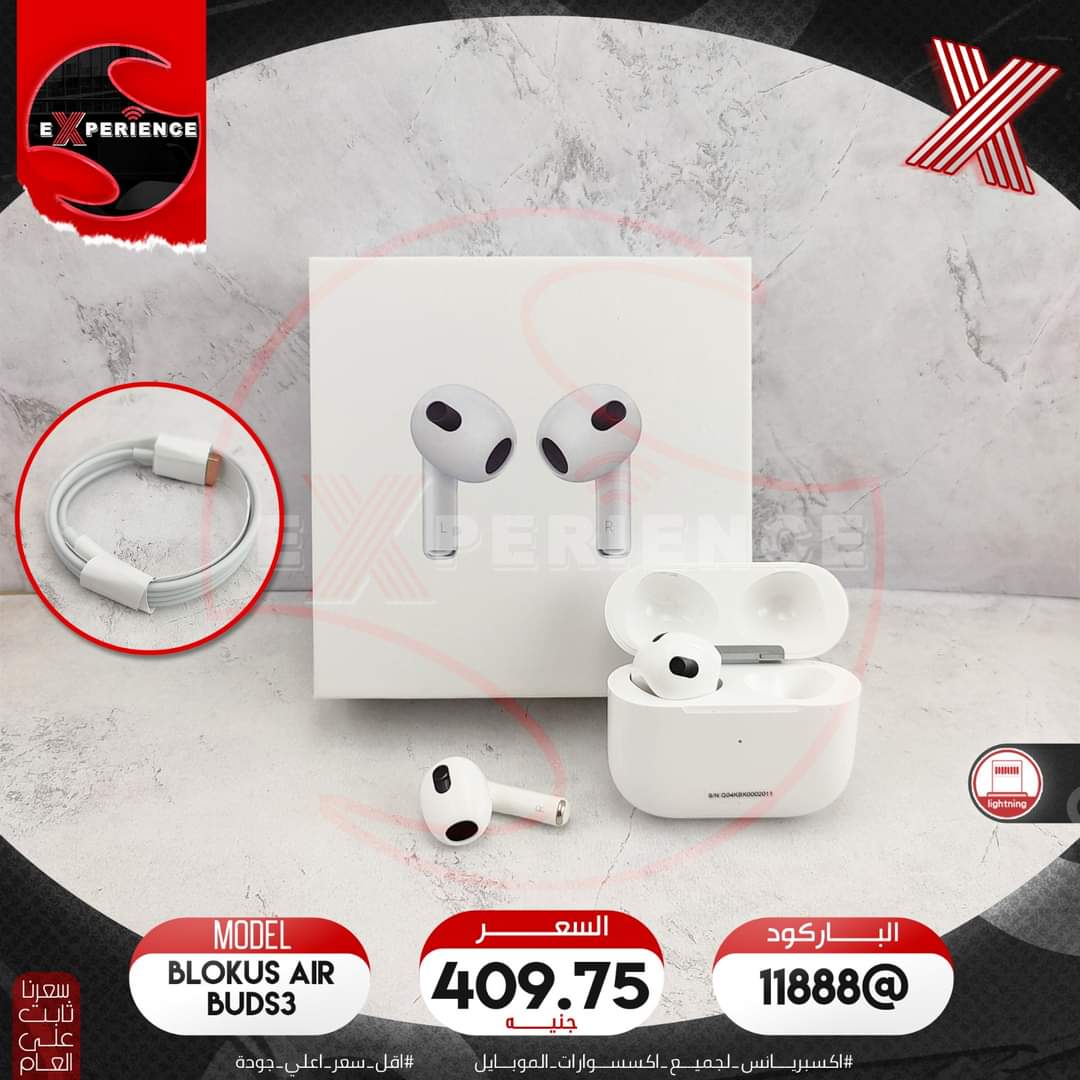 EXPERIENCE
X
L
R
EXPERIENCE
R
S/N:Q04KBK0002011
lightning
MODEL
BLOKUS AIR
BUDS3
السعر
409.75
جنيه
الباركود
11888@
سعرنا
ثابت
على
العام
#اكسبريانس_لجميع_اكسسوارات_الموبايل
#اقل_سعر_اعلي_جودة